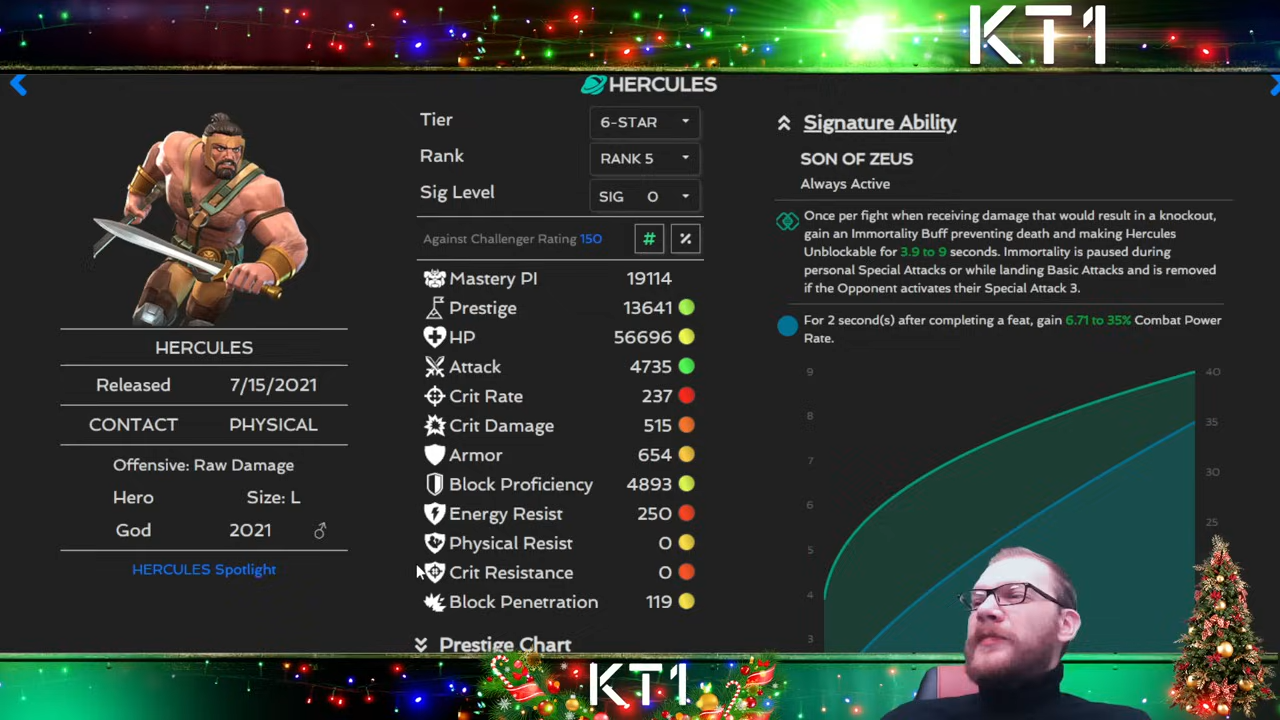 KT1
HERCULES
HERCULES
Released 7/15/2021
CONTACT PHYSICAL
Offensive: Raw Damage
Hero Size: L
God 2021 ♂
HERCULES Spotlight
Tier 6-STAR
Rank RANK 5
Sig Level SIG 0
Against Challenger Rating 150 # %
Mastery PI 19114
Prestige 13641
HP 56696
Attack 4735
Crit Rate 237
Crit Damage 515
Armor 654
Block Proficiency 4893
Energy Resist 250
Physical Resist 0
Crit Resistance 0
Block Penetration 119
Prestige Chart
Signature Ability
SON OF ZEUS
Always Active
Once per fight when receiving damage that would result in a knockout,
gain an Immortality Buff preventing death and making Hercules
Unblockable for 3.9 to 9 seconds. Immortality is paused during
personal Special Attacks or while landing Basic Attacks and is removed
if the Opponent activates their Special Attack 3.
For 2 second(s) after completing a feat, gain 6.71 to 35% Combat Power
Rate.
9 40
8 35
7 30
6 25
5
4
3
KT1